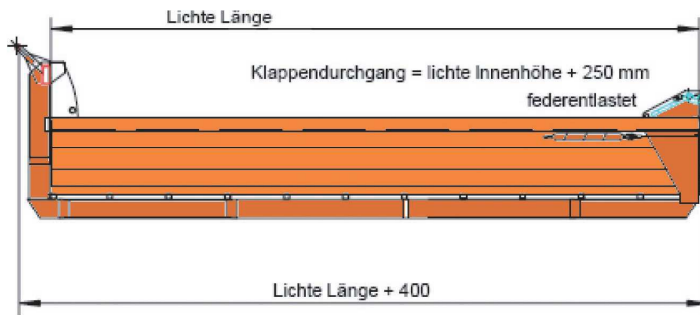 Lichte Länge
Klappendurchgang = lichte Innenhöhe + 250 mm
federentlastet
Lichte Länge + 400